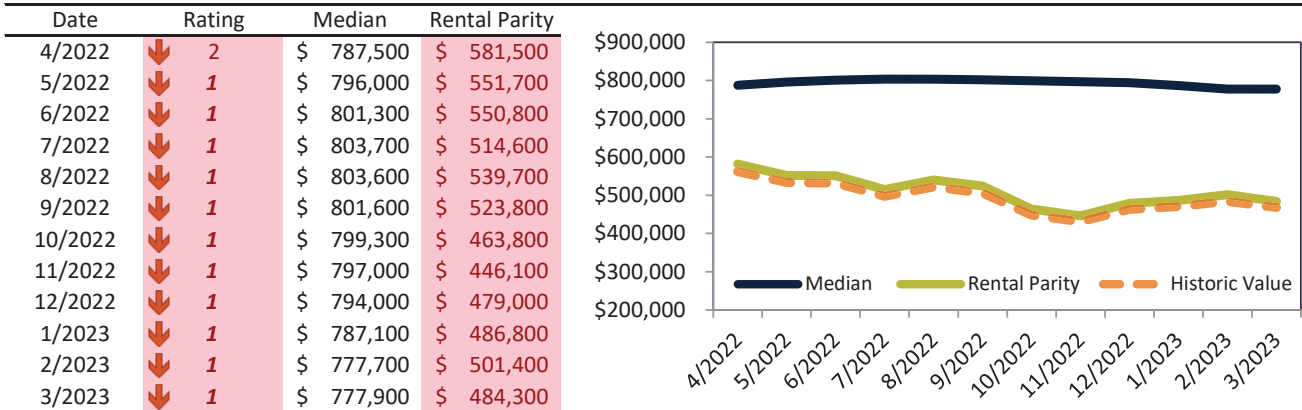 Date Rating Median Rental Parity
4/2022 2 $ 787,500 $ 581,500
5/2022 1 $ 796,000 $ 551,700
6/2022 1 $ 801,300 $ 550,800
7/2022 1 $ 803,700 $ 514,600
8/2022 1 $ 803,600 $ 539,700
9/2022 1 $ 801,600 $ 523,800
10/2022 1 $ 799,300 $ 463,800
11/2022 1 $ 797,000 $ 446,100
12/2022 1 $ 794,000 $ 479,000
1/2023 1 $ 787,100 $ 486,800
2/2023 1 $ 777,700 $ 501,400
3/2023 1 $ 777,900 $ 484,300
$900,000
$800,000
$700,000
$600,000
$500,000
$400,000
$300,000
$200,000
Median Rental Parity Historic Value
4/2022 5/2022 6/2022 7/2022 8/2022 9/2022 10/2022 11/2022 12/2022 1/2023 2/2023 3/2023